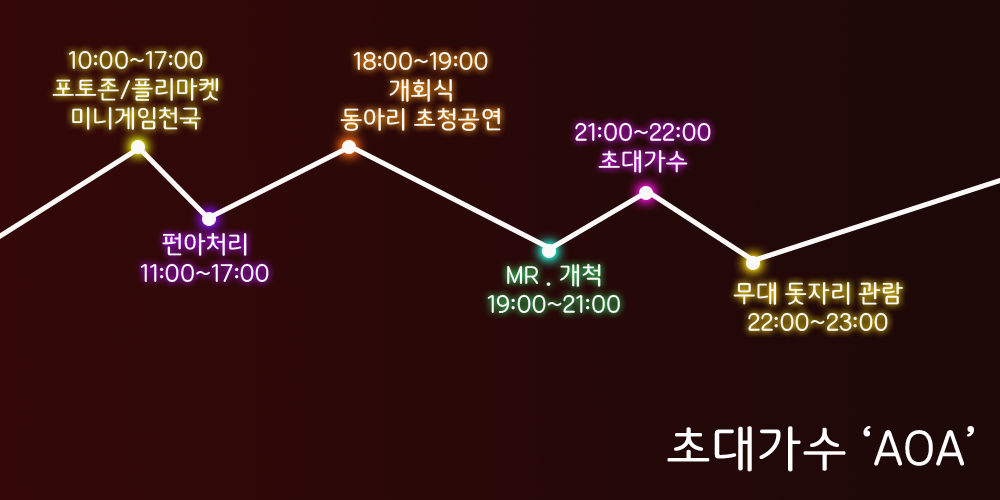 10:00~17:00
포토존/플리마켓
미니게임천국
펀아처리
11:00~17:00
18:00~19:00
개회식
동아리 초청공연
MR . 개척
19:00~21:00
21:00~22:00
초대가수
무대 돗자리 관람
22:00~23:00
초대가수 ‘AOA’